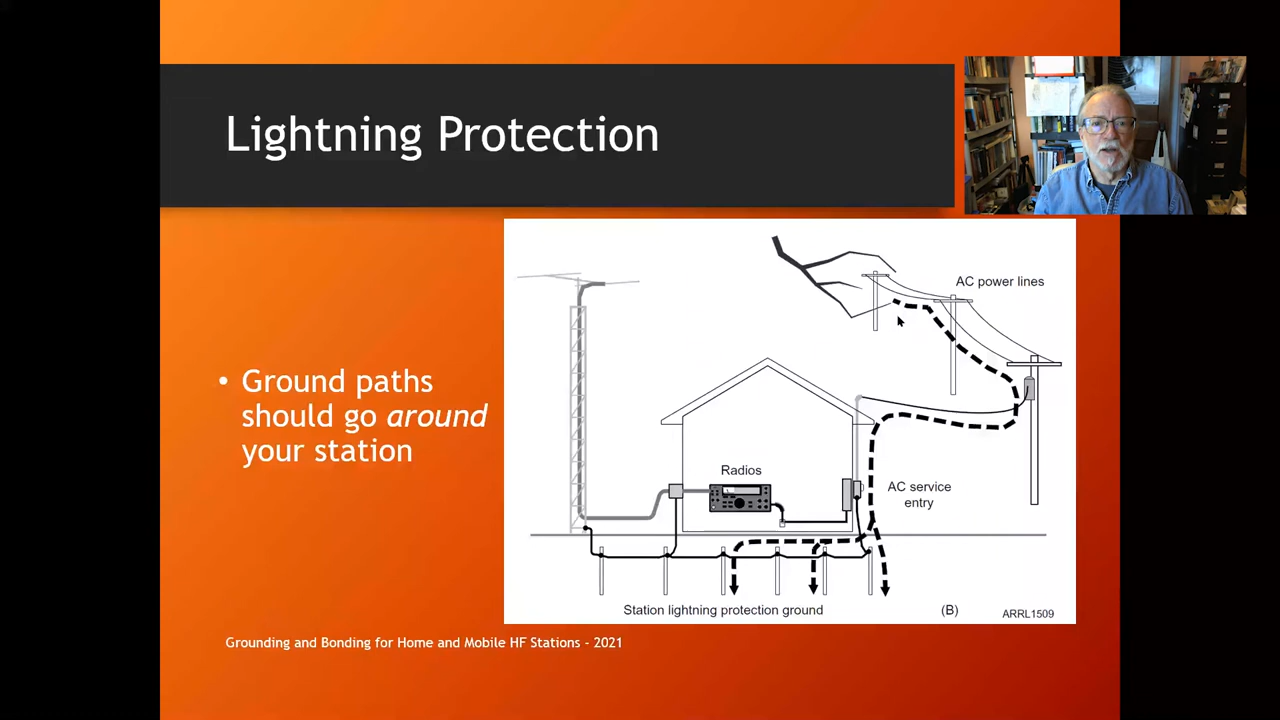 Lightning Protection
• Ground paths
should go around
your station
AC power lines
Radios
AC service
entry
Station lightning protection ground
(B)
ARRL1509
Grounding and Bonding for Home and Mobile HF Stations - 2021